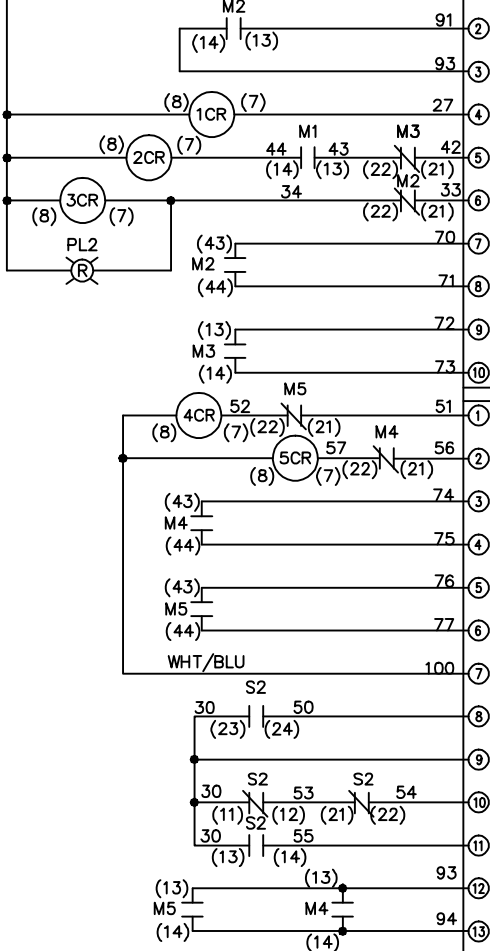 M2 91 2
(14) (13)
93 3
(8) 1CR (7) 27 4
(8) 2CR (7) 44 M1 43 M3 42 5
(14) (13) (22) (21)
3CR 34 M2 33 6
(8) (7) (22) (21)
PL2
R
(43) 70 7
M2
(44) 71 8
(13) 72 9
M3
(14) 73 10
4CR 52 M5 51 1
(8) (7) (22) (21)
5CR 57 M4 56 2
(8) (7) (22) (21)
(43) 74 3
M4
(44) 75 4
(43) 76 5
M5
(44) 77 6
WHT/BLU 100 7
S2
30 50 8
(23) (24)
9
S2 S2
30 53 54 10
(11) (12) (21) (22)
S2
30 55 11
(13) (14)
(13) (13) 93 12
M5 M4
(14) (14) 94 13